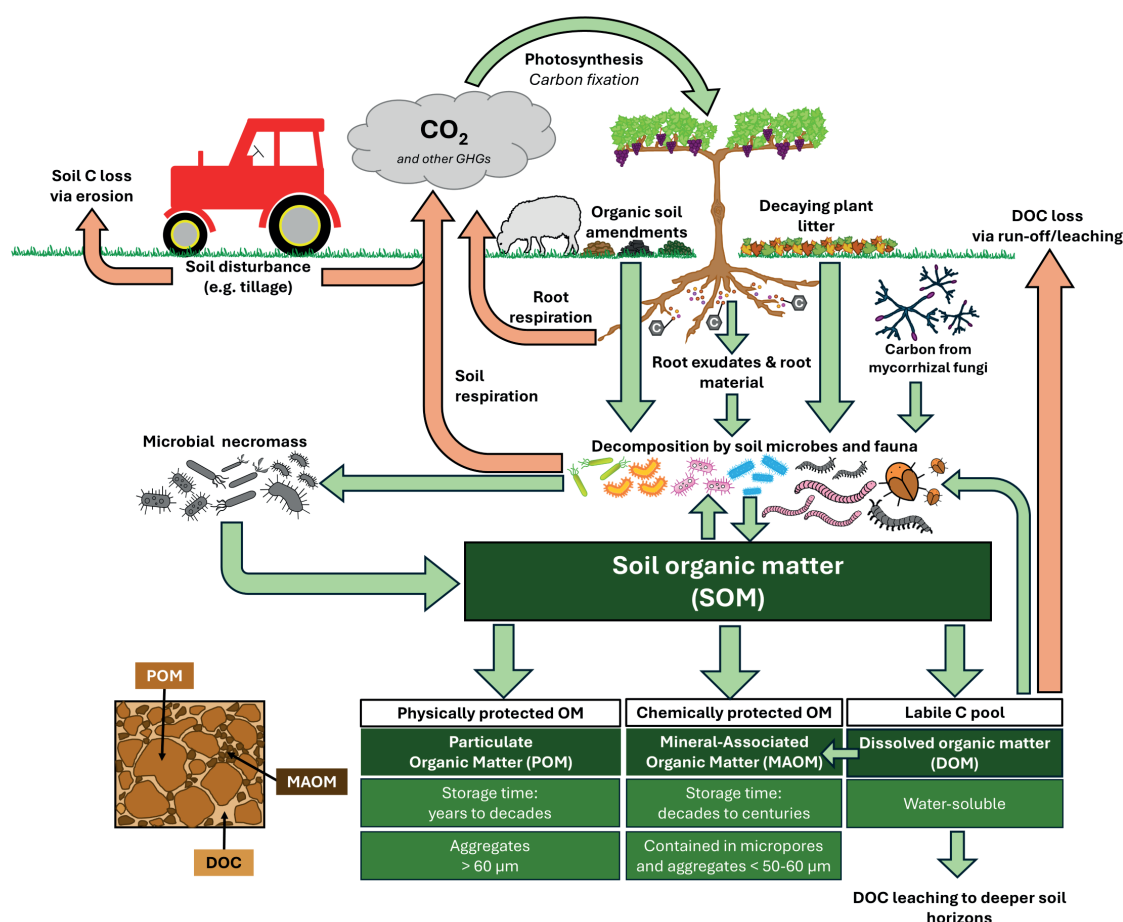 Photosynthesis
Carbon fixation
CO2
and other GHGs
Soil C loss
via erosion
Organic soil
amendments
Decaying plant
litter
DOC loss
via run-off/leaching
Soil disturbance
(e.g. tillage)
Root
respiration
C
C
C
Root exudates & root
material
Carbon from
mycorrhizal fungi
Soil
respiration
Microbial necromass
Decomposition by soil microbes and fauna
Soil organic matter
(SOM)
POM
MAOM
DOC
Physically protected OM
Particulate
Organic Matter (POM)
Storage time:
years to decades
Aggregates
> 60 µm
Chemically protected OM
Mineral-Associated
Organic Matter (MAOM)
Storage time:
decades to centuries
Contained in micropores
and aggregates < 50-60 µm
Labile C pool
Dissolved organic matter
(DOM)
Water-soluble
DOC leaching to deeper soil
horizons